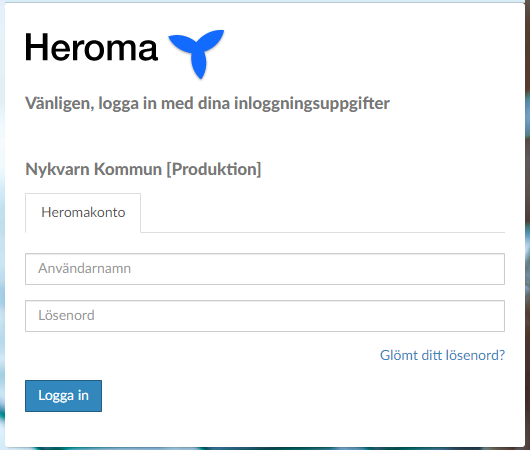 Heroma
Vänligen, logga in med dina inloggningsuppgifter
Nykvarn Kommun [Produktion]
Heromakonto
Användarnamn
Lösenord
Glömt ditt lösenord?
Logga in